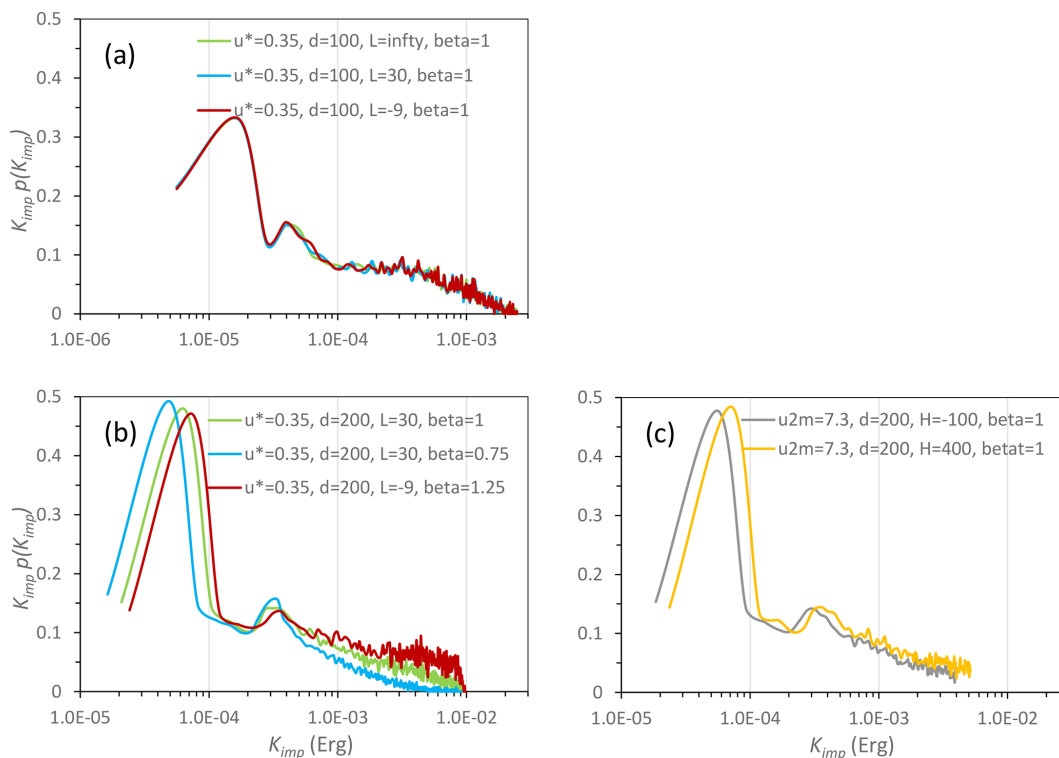 0.5
(a)
u*=0.35, d=100, L=infty, beta=1
0.4
u*=0.35, d=100, L=30, beta=1
u*=0.35, d=100, L=-9, beta=1
0.3
K_imp p(K_imp)
0.2
0.1
0
1.0E-06 1.0E-05 1.0E-04 1.0E-03
0.5
(b)
u*=0.35, d=200, L=30, beta=1
0.4
u*=0.35, d=200, L=30, beta=0.75
u*=0.35, d=200, L=-9, beta=1.25
0.3
K_imp p(K_imp)
0.2
0.1
0
1.0E-05 1.0E-04 1.0E-03 1.0E-02
K_imp (Erg)
0.5
(c)
u2m=7.3, d=200, H=-100, beta=1
0.4
u2m=7.3, d=200, H=400, betat=1
0.3
0.2
0.1
0
1.0E-05 1.0E-04 1.0E-03 1.0E-02
K_imp (Erg)